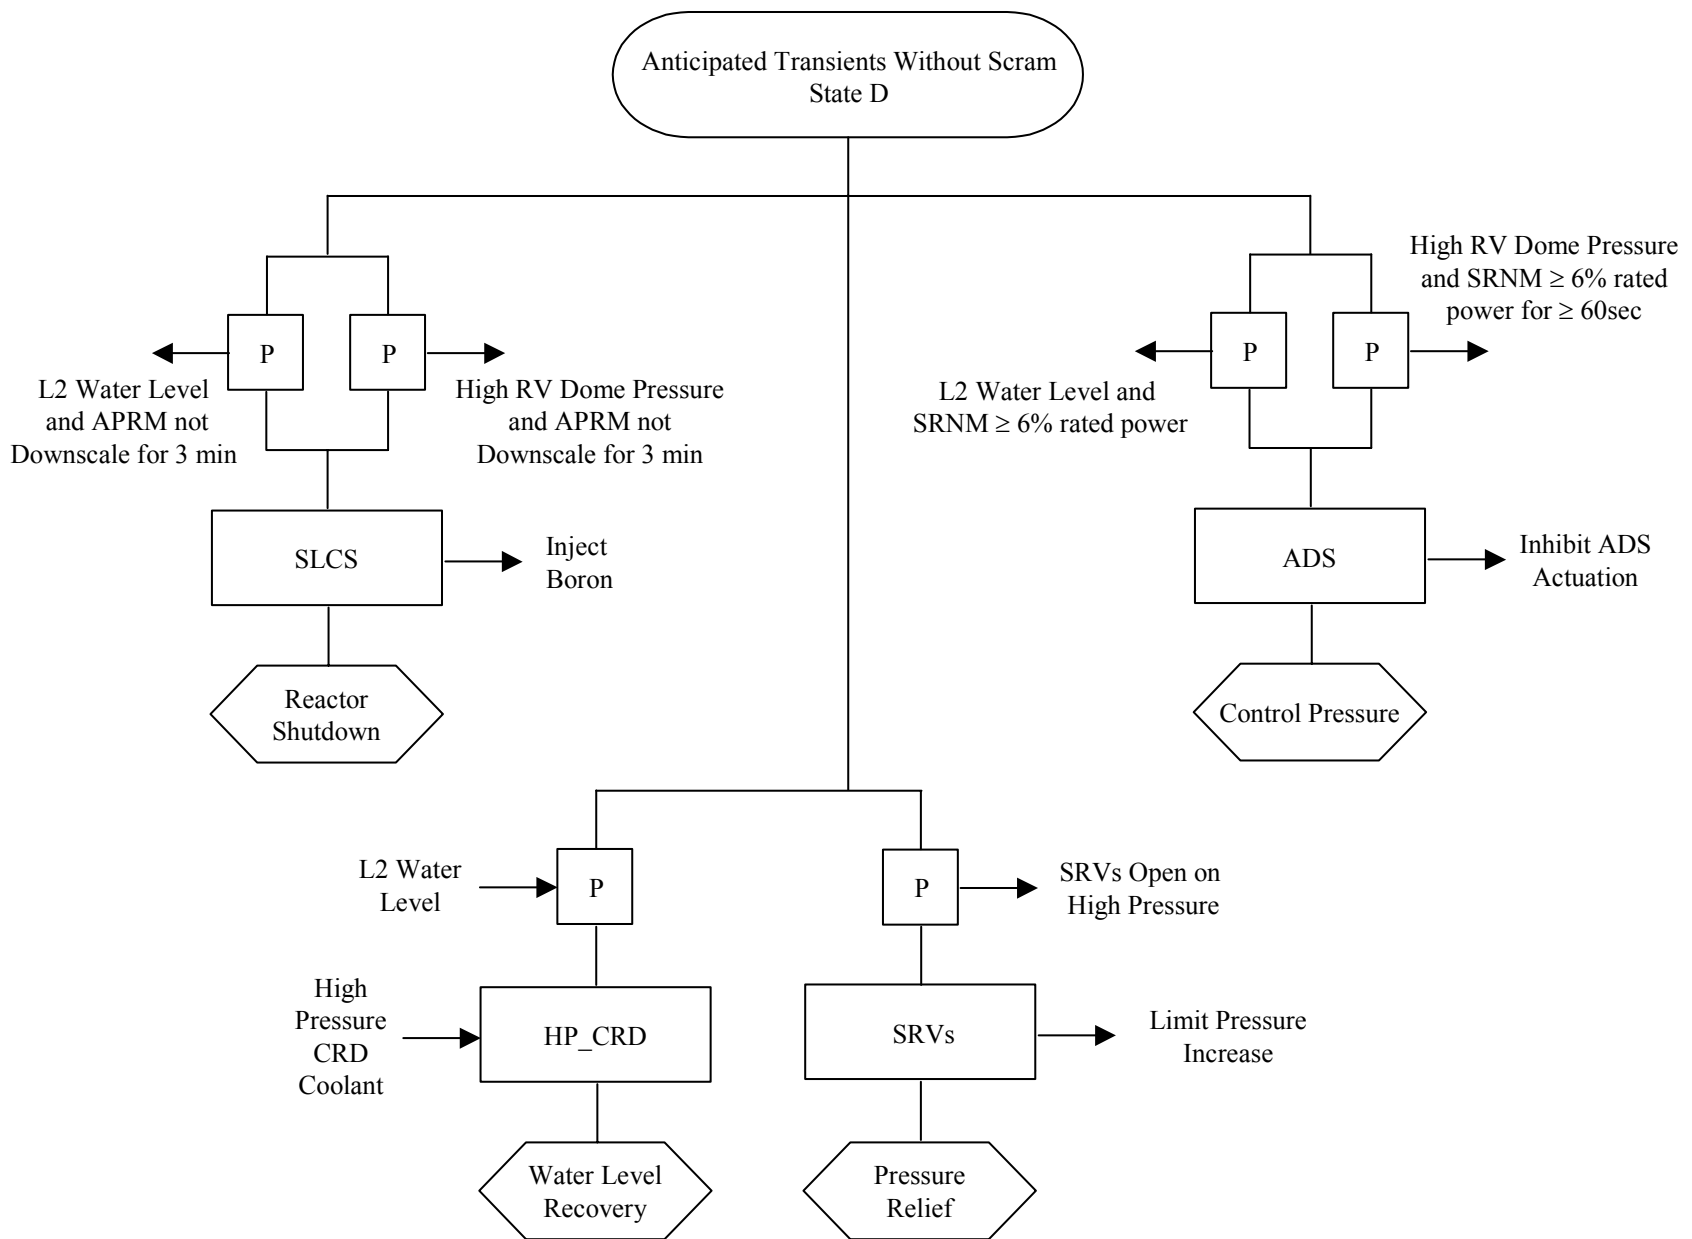 Anticipated Transients Without Scram
State D
High RV Dome Pressure
and SRNM ≥ 6% rated
power for ≥ 60sec
P
P
P
P
L2 Water Level
and APRM not
Downscale for 3 min
High RV Dome Pressure
and APRM not
Downscale for 3 min
L2 Water Level and
SRNM ≥ 6% rated power
SLCS
Inject
Boron
ADS
Inhibit ADS
Actuation
Reactor
Shutdown
Control Pressure
L2 Water
Level
P
P
SRVs Open on
High Pressure
High
Pressure
CRD
Coolant
HP_CRD
SRVs
Limit Pressure
Increase
Water Level
Recovery
Pressure
Relief